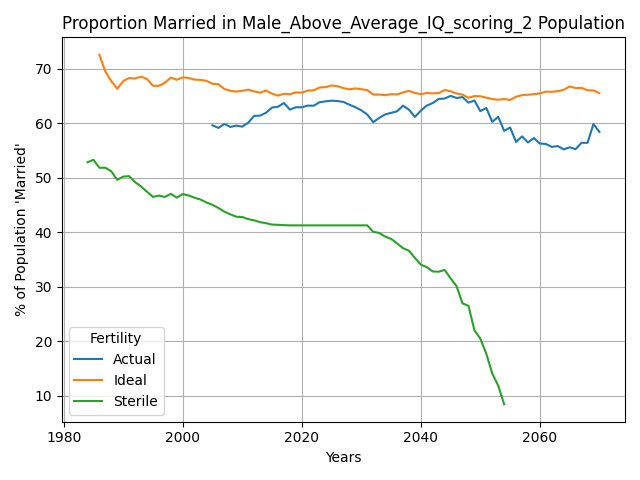 Proportion Married in Male_Above_Average_IQ_scoring_2 Population
% of Population 'Married'
70
60
50
40
30
20
10
Fertility
Actual
Ideal
Sterile
1980
2000
2020
2040
2060
Years